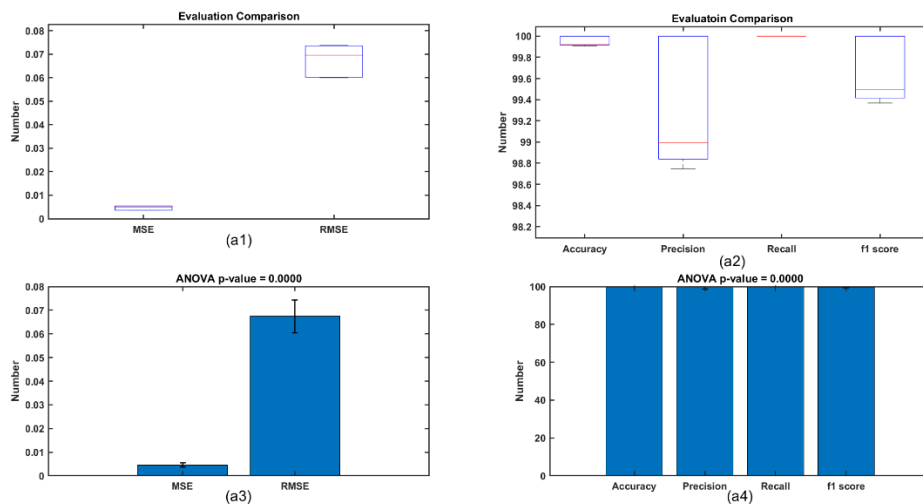 Evaluation Comparison
Number
0.08
0.07
0.06
0.05
0.04
0.03
0.02
0.01
0
MSE RMSE
(a1)
Evaluatoin Comparison
Number
100
99.8
99.6
99.4
99.2
99
98.8
98.6
98.4
98.2
Accuracy Precision Recall f1 score
(a2)
ANOVA p-value = 0.0000
Number
0.08
0.07
0.06
0.05
0.04
0.03
0.02
0.01
0
MSE RMSE
(a3)
ANOVA p-value = 0.0000
Number
100
80
60
40
20
0
Accuracy Precision Recall f1 score
(a4)